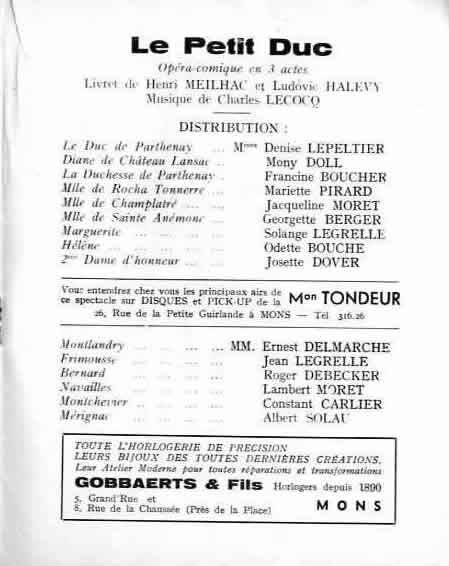 Le Petit Duc
Opéra-comique en 3 actes
Livret de Henri MEILHAC et Ludovic HALEVY
Musique de Charles LECOCQ
DISTRIBUTION :
Le Duc de Parthenay ... Mmes Denise LEPELTIER
Diane de Château Lansac .. Mony DOLL
La Duchesse de Parthenay . Francine BOUCHER
Mlle de Rocha Tonnerre ... ... Mariette PIRARD
Mlle de Champlatré ... ... ... Jacqueline MORET
Mlle de Sainte Anémone ... ... Georgette BERGER
Marguerite ... ... ... ... Solange LEGRELLE
Hélène ... ... ... ... ... Odette BOUCHE
2me Dame d'honneur ... ... Josette DOVER
Vous entendrez chez vous les principaux airs de
ce spectacle sur DISQUES et PICK-UP de la Mon TONDEUR
26, Rue de la Petite Guirlande à MONS — Tél. 316.26
Montlandry ... ... ... MM. Ernest DELMARCHE
Frimousse ... ... ... ... Jean LEGRELLE
Bernard ... ... ... ... Roger DEBECKER
Navailles ... ... ... ... Lambert MORET
Montchevier ... ... ... ... Constant CARLIER
Mérignac ... ... ... ... Albert SOLAU
TOUTE L'HORLOGERIE DE PRECISION
LEURS BIJOUX DES TOUTES DERNIÈRES CRÉATIONS.
Leur Atelier Moderne pour toutes réparations et transformations
GOBBAERTS & Fils Horlogers depuis 1890
5, Grand'Rue et
8, Rue de la Chaussée (Près de la Place) MONS